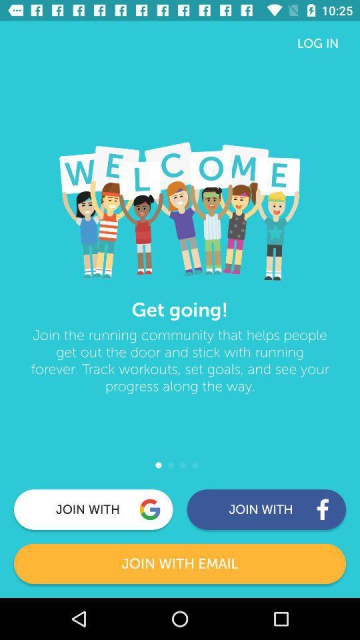 10:25
LOG IN
WELCOME
Get going!
Join the running community that helps people
get out the door and stick with running
forever. Track workouts, set goals, and see your
progress along the way.
JOIN WITH
JOIN WITH
JOIN WITH EMAIL